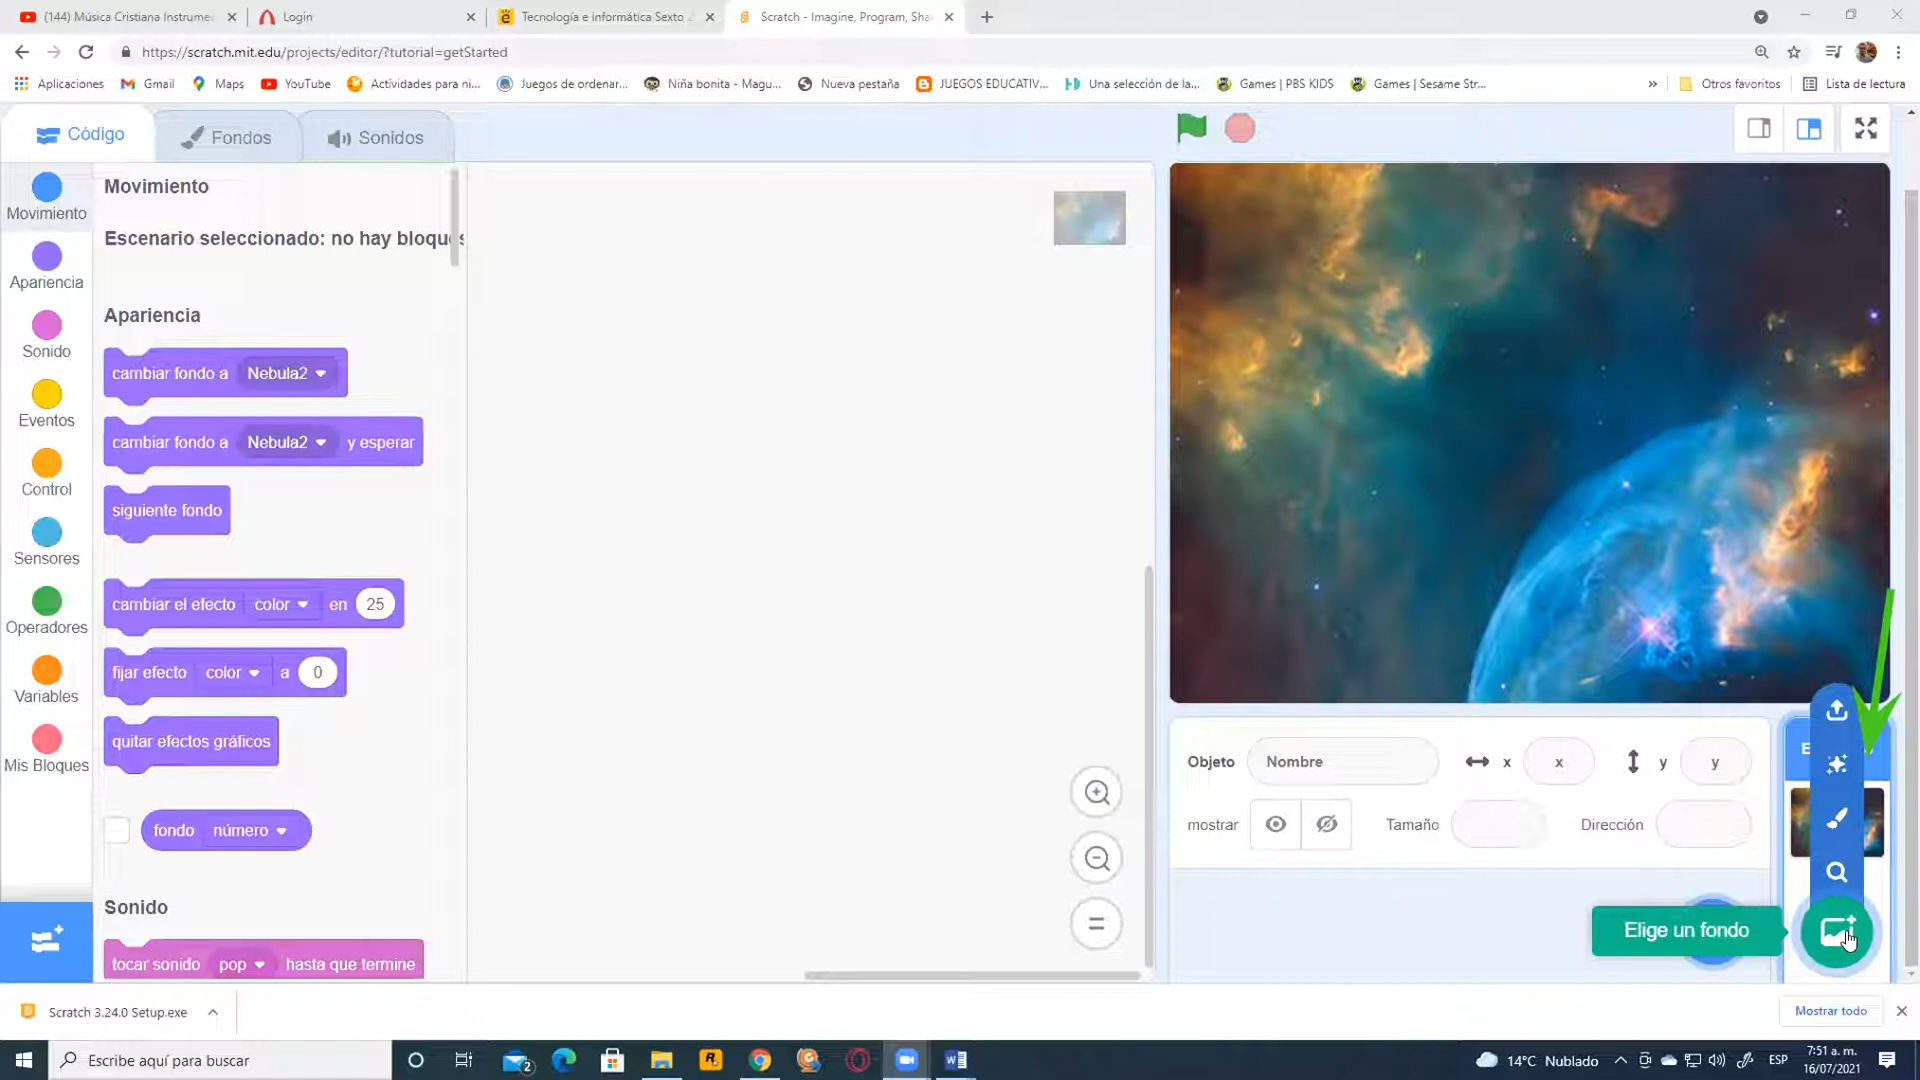 (144) Música Cristiana Instrumen
Login
Tecnología e informática Sexto 2
Scratch - Imagine, Program, Sha
https://scratch.mit.edu/projects/editor/?tutorial=getStarted
Aplicaciones
Gmail
Maps
YouTube
Actividades para ni...
Juegos de ordenar...
Niña bonita - Magu...
Nueva pestaña
JUEGOS EDUCATIV...
Una selección de la...
Games | PBS KIDS
Games | Sesame Str...
»
Otros favoritos
Lista de lectura
Código
Fondos
Sonidos
Movimiento
Apariencia
Sonido
Eventos
Control
Sensores
Operadores
Variables
Mis Bloques
Movimiento
Escenario seleccionado: no hay bloques
Apariencia
cambiar fondo a Nebula2
cambiar fondo a Nebula2 y esperar
siguiente fondo
cambiar el efecto color en 25
fijar efecto color a 0
quitar efectos gráficos
fondo número
Sonido
tocar sonido pop hasta que termine
Objeto Nombre x x y y
mostrar Tamaño Dirección
Elige un fondo
Scratch 3.24.0 Setup.exe
Mostrar todo
Escribe aquí para buscar
2
14°C Nublado
ESP
7:51 a. m.
16/07/2021